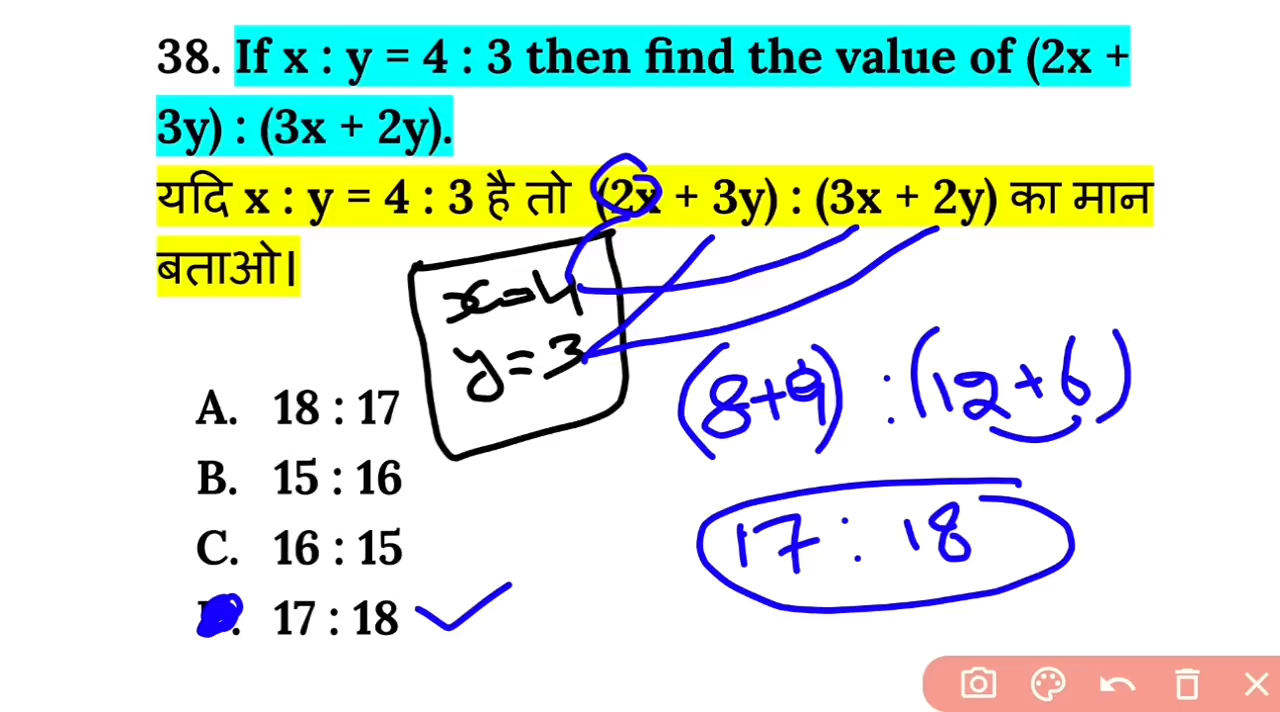 38. If x : y = 4 : 3 then find the value of (2x +
3y) : (3x + 2y).
यदि x : y = 4 : 3 है तो (2x + 3y) : (3x + 2y) का मान
बताओ।
x=4
y=3
(8+9) : (12+6)
A. 18 : 17
B. 15 : 16
C. 16 : 15
17 : 18
17 : 18